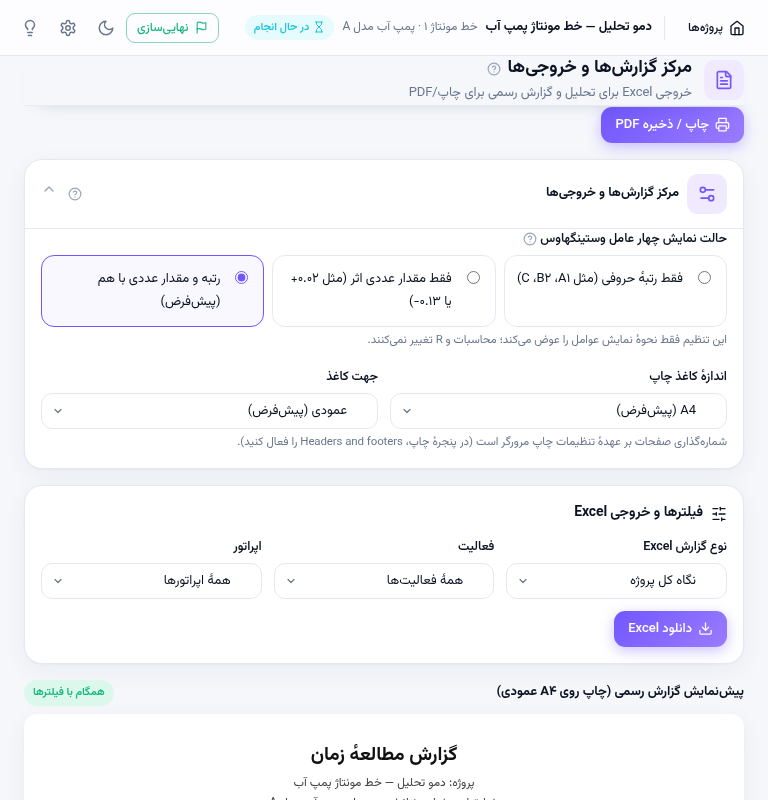 پروژه‌ها
دمو تحلیل — خط مونتاژ پمپ آب
خط مونتاژ ۱ · پمپ آب مدل A
در حال انجام
نهایی‌سازی
مرکز گزارش‌ها و خروجی‌ها
خروجی Excel برای تحلیل و گزارش رسمی برای چاپ/PDF
چاپ / ذخیره PDF
مرکز گزارش‌ها و خروجی‌ها
حالت نمایش چهار عامل وستینگهاوس
فقط رتبهٔ حروفی (مثل C ،B۲ ،A۱)
فقط مقدار عددی اثر (مثل ۰.۰۲+
یا ۰.۱۳-)
رتبه و مقدار عددی با هم
(پیش‌فرض)
این تنظیم فقط نحوهٔ نمایش عوامل را عوض می‌کند؛ محاسبات و R تغییر نمی‌کنند.
اندازهٔ کاغذ چاپ
جهت کاغذ
A4 (پیش‌فرض)
عمودی (پیش‌فرض)
شماره‌گذاری صفحات بر عهدهٔ تنظیمات چاپ مرورگر است (در پنجرهٔ چاپ، Headers and footers را فعال کنید).
فیلترها و خروجی Excel
نوع گزارش Excel
فعالیت
اپراتور
نگاه کل پروژه
همهٔ فعالیت‌ها
همهٔ اپراتورها
دانلود Excel
پیش‌نمایش گزارش رسمی (چاپ روی A۴ عمودی)
همگام با فیلترها
گزارش مطالعهٔ زمان
پروژه: دمو تحلیل — خط مونتاژ پمپ آب